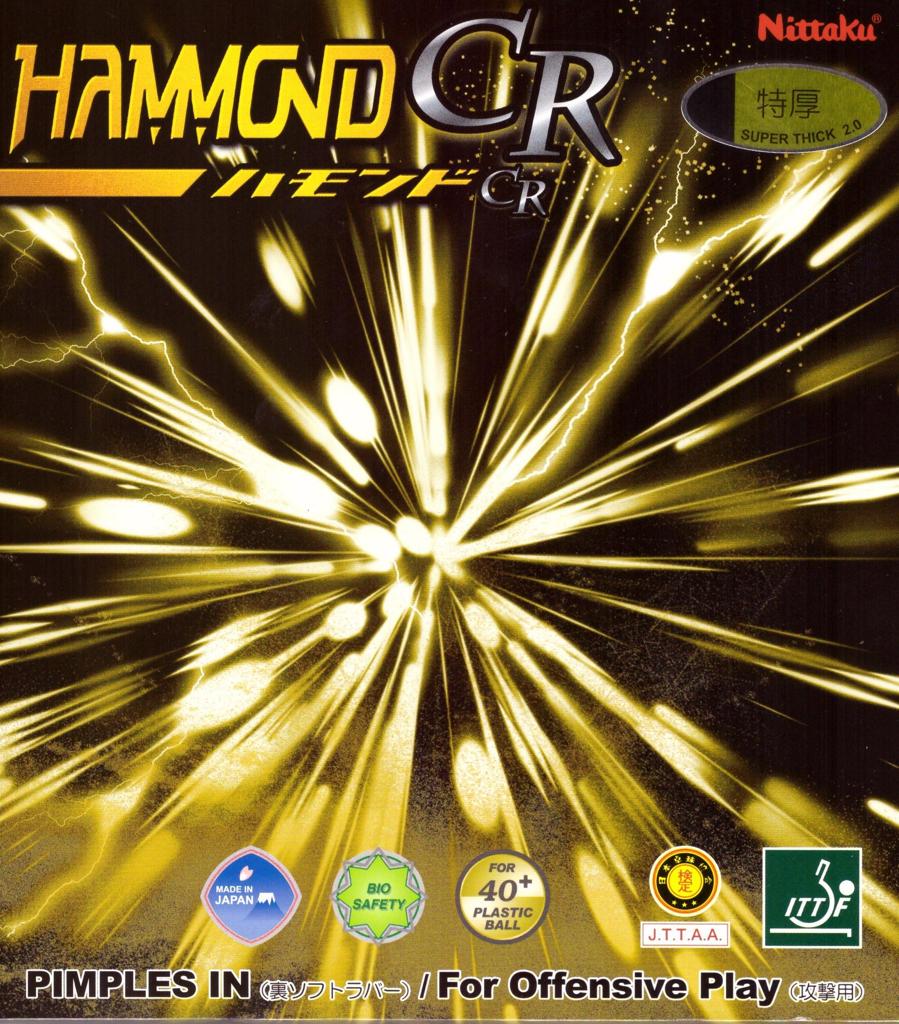 HAMMOND CR
Nittaku®
特厚
SUPER THICK 2.0
ハモンド CR
MADE IN
JAPAN
BIO
SAFETY
FOR
40+
PLASTIC
BALL
検定
J.T.T.A.A.
ITTF
PIMPLES IN (裏ソフトラバー) / For Offensive Play (攻撃用)